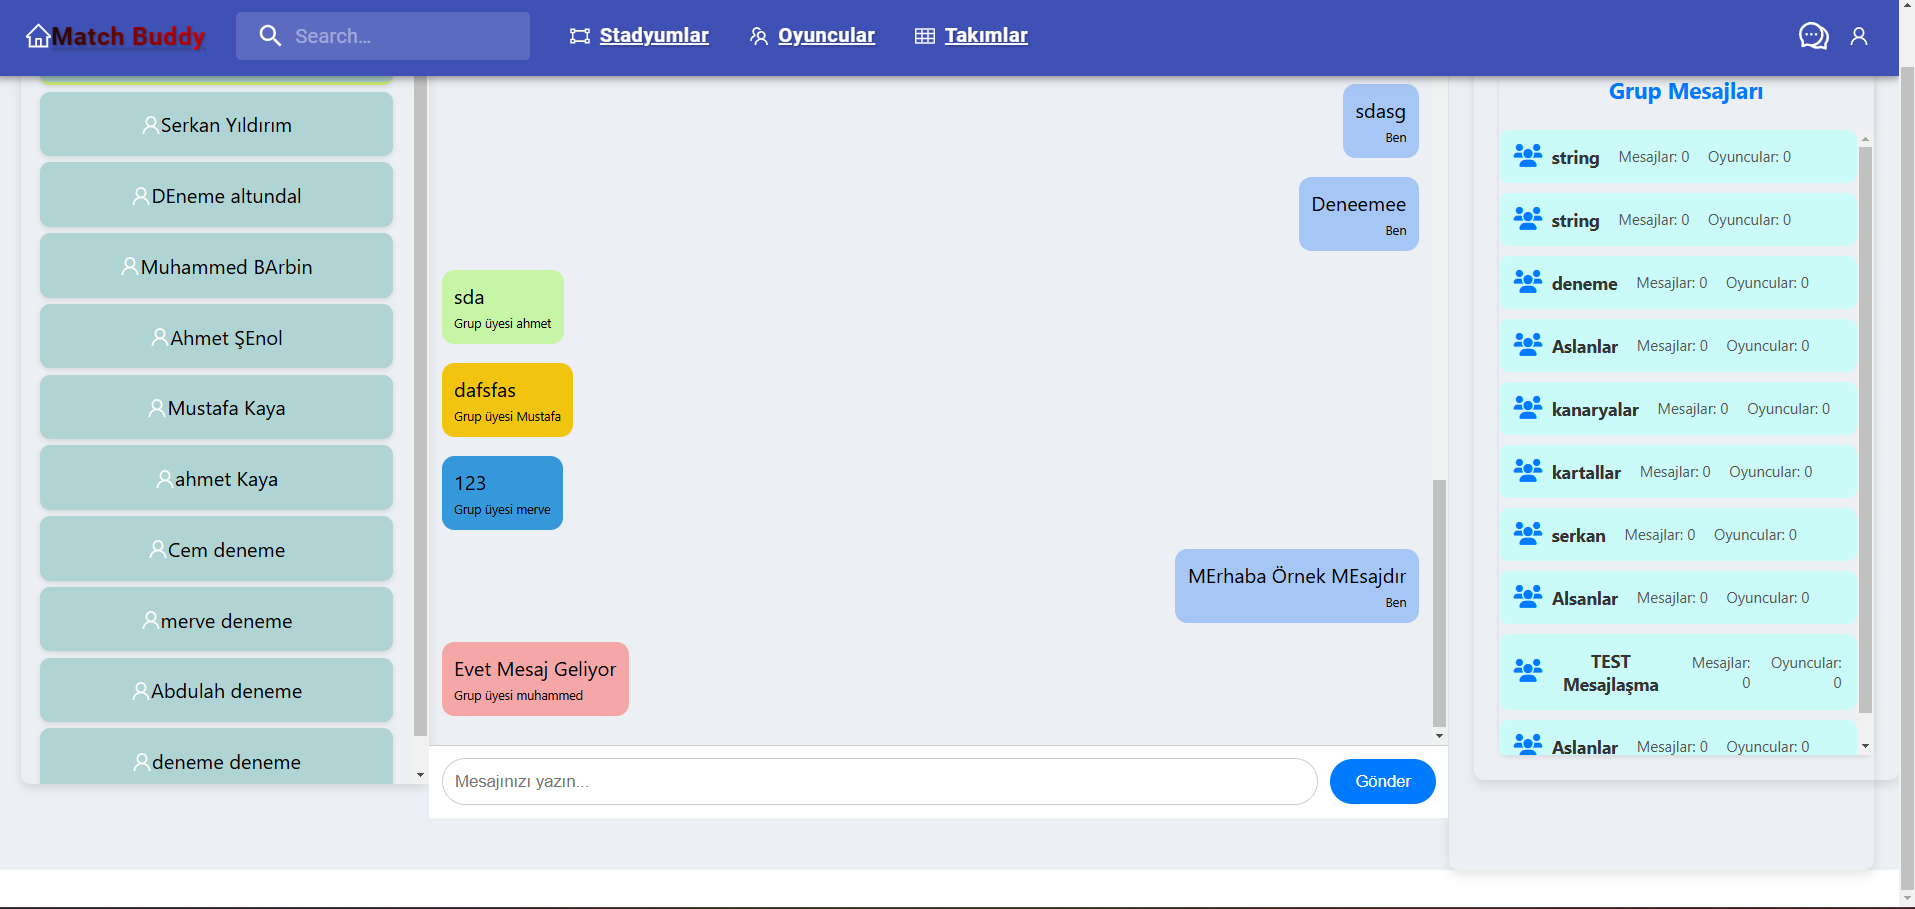 Match Buddy
Search...
Stadyumlar
Oyuncular
Takımlar
Serkan Yıldırım
DEneme altundal
Muhammed BArbin
Ahmet ŞEnol
Mustafa Kaya
ahmet Kaya
Cem deneme
merve deneme
Abdulah deneme
deneme deneme
sdasg
Ben
Deneemee
Ben
sda
Grup üyesi ahmet
dafsfas
Grup üyesi Mustafa
123
Grup üyesi merve
MErhaba Örnek MEsajdır
Ben
Evet Mesaj Geliyor
Grup üyesi muhammed
Mesajınızı yazın...
Gönder
Grup Mesajları
string Mesajlar: 0 Oyuncular: 0
string Mesajlar: 0 Oyuncular: 0
deneme Mesajlar: 0 Oyuncular: 0
Aslanlar Mesajlar: 0 Oyuncular: 0
kanaryalar Mesajlar: 0 Oyuncular: 0
kartallar Mesajlar: 0 Oyuncular: 0
serkan Mesajlar: 0 Oyuncular: 0
Alsanlar Mesajlar: 0 Oyuncular: 0
TEST Mesajlar: Oyuncular:
Mesajlaşma 0 0
Aslanlar Mesajlar: 0 Oyuncular: 0